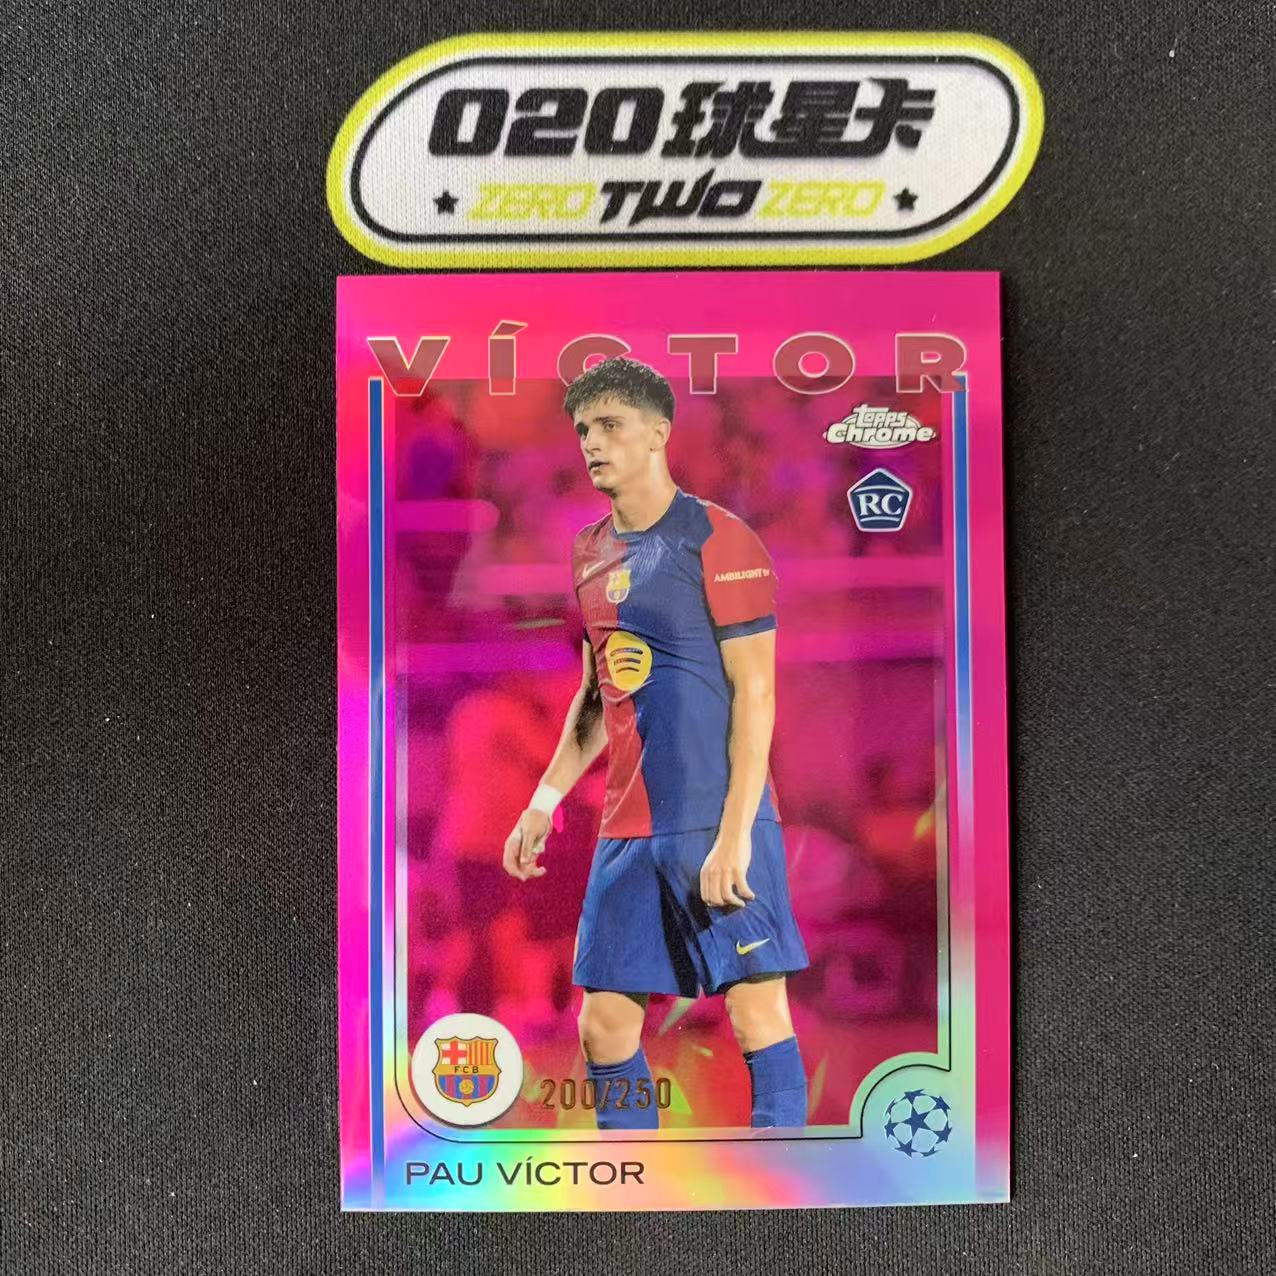 020球星卡
ZERO TWO ZERO
VÍCTOR
Topps
Chrome
RC
AMBILIGHT tv
FCB
200/250
PAU VÍCTOR